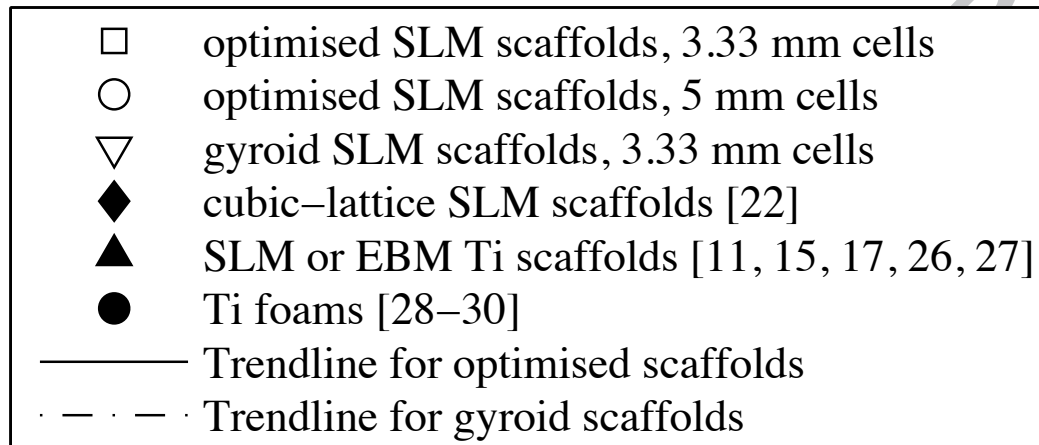 optimised SLM scaffolds, 3.33 mm cells
optimised SLM scaffolds, 5 mm cells
gyroid SLM scaffolds, 3.33 mm cells
cubic−lattice SLM scaffolds [22]
SLM or EBM Ti scaffolds [11, 15, 17, 26, 27]
Ti foams [28−30]
Trendline for optimised scaffolds
Trendline for gyroid scaffolds